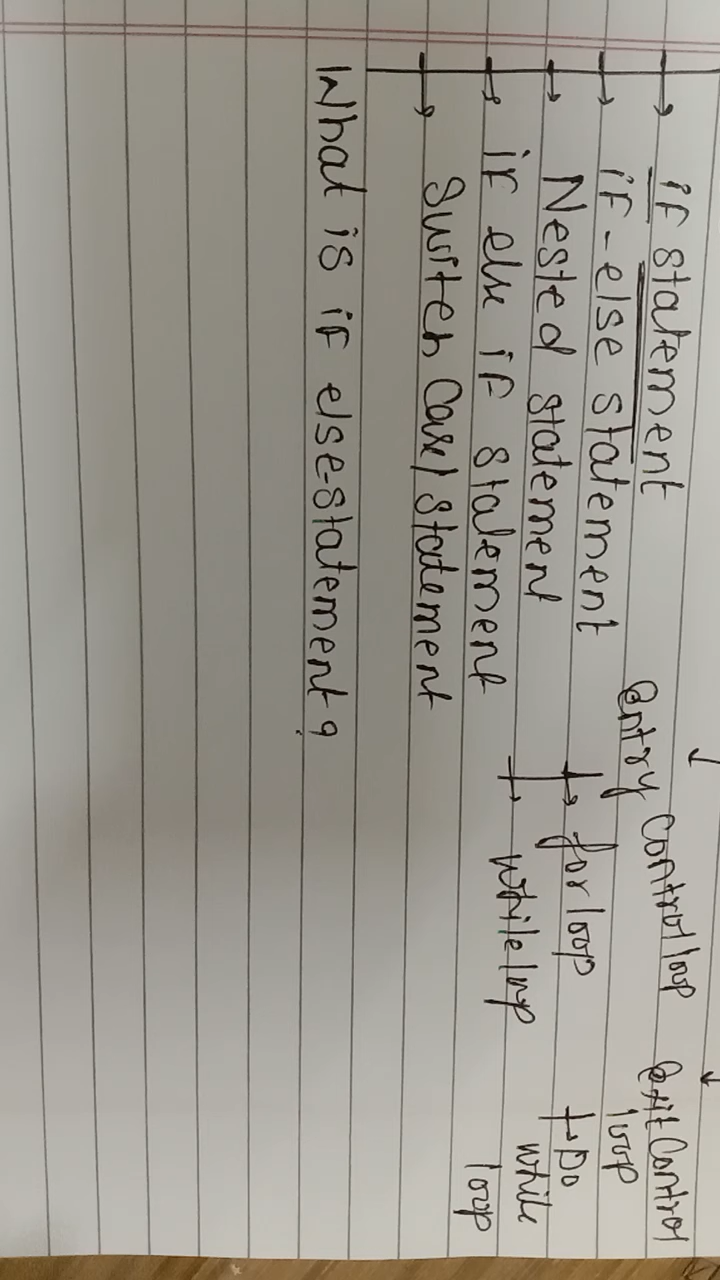 if statement
if-else statement
Nested statement
if else if statement
Switch Case/statement
What is if else-statement?
entry control loop
for loop
while loop
exit control
loop
Do
while
loop